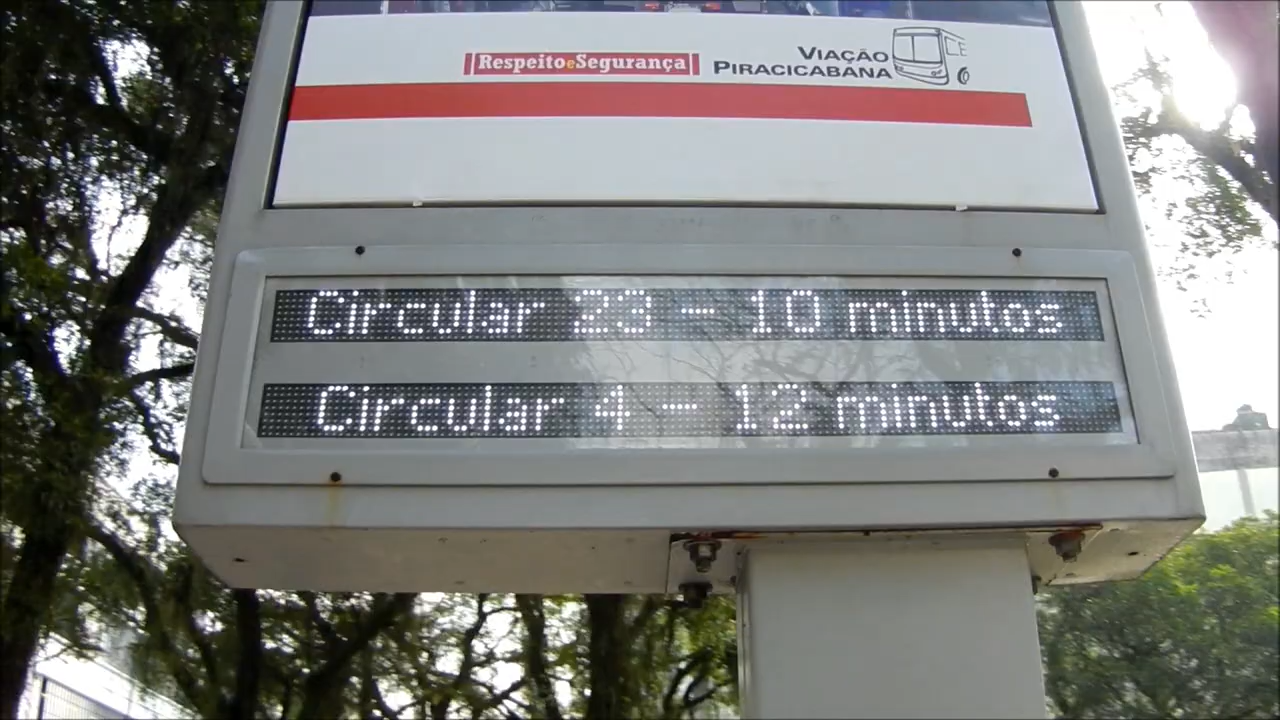 Respeito e Segurança
VIAÇÃO
PIRACICABANA
Circular 23 - 10 minutos
Circular 4 - 12 minutos